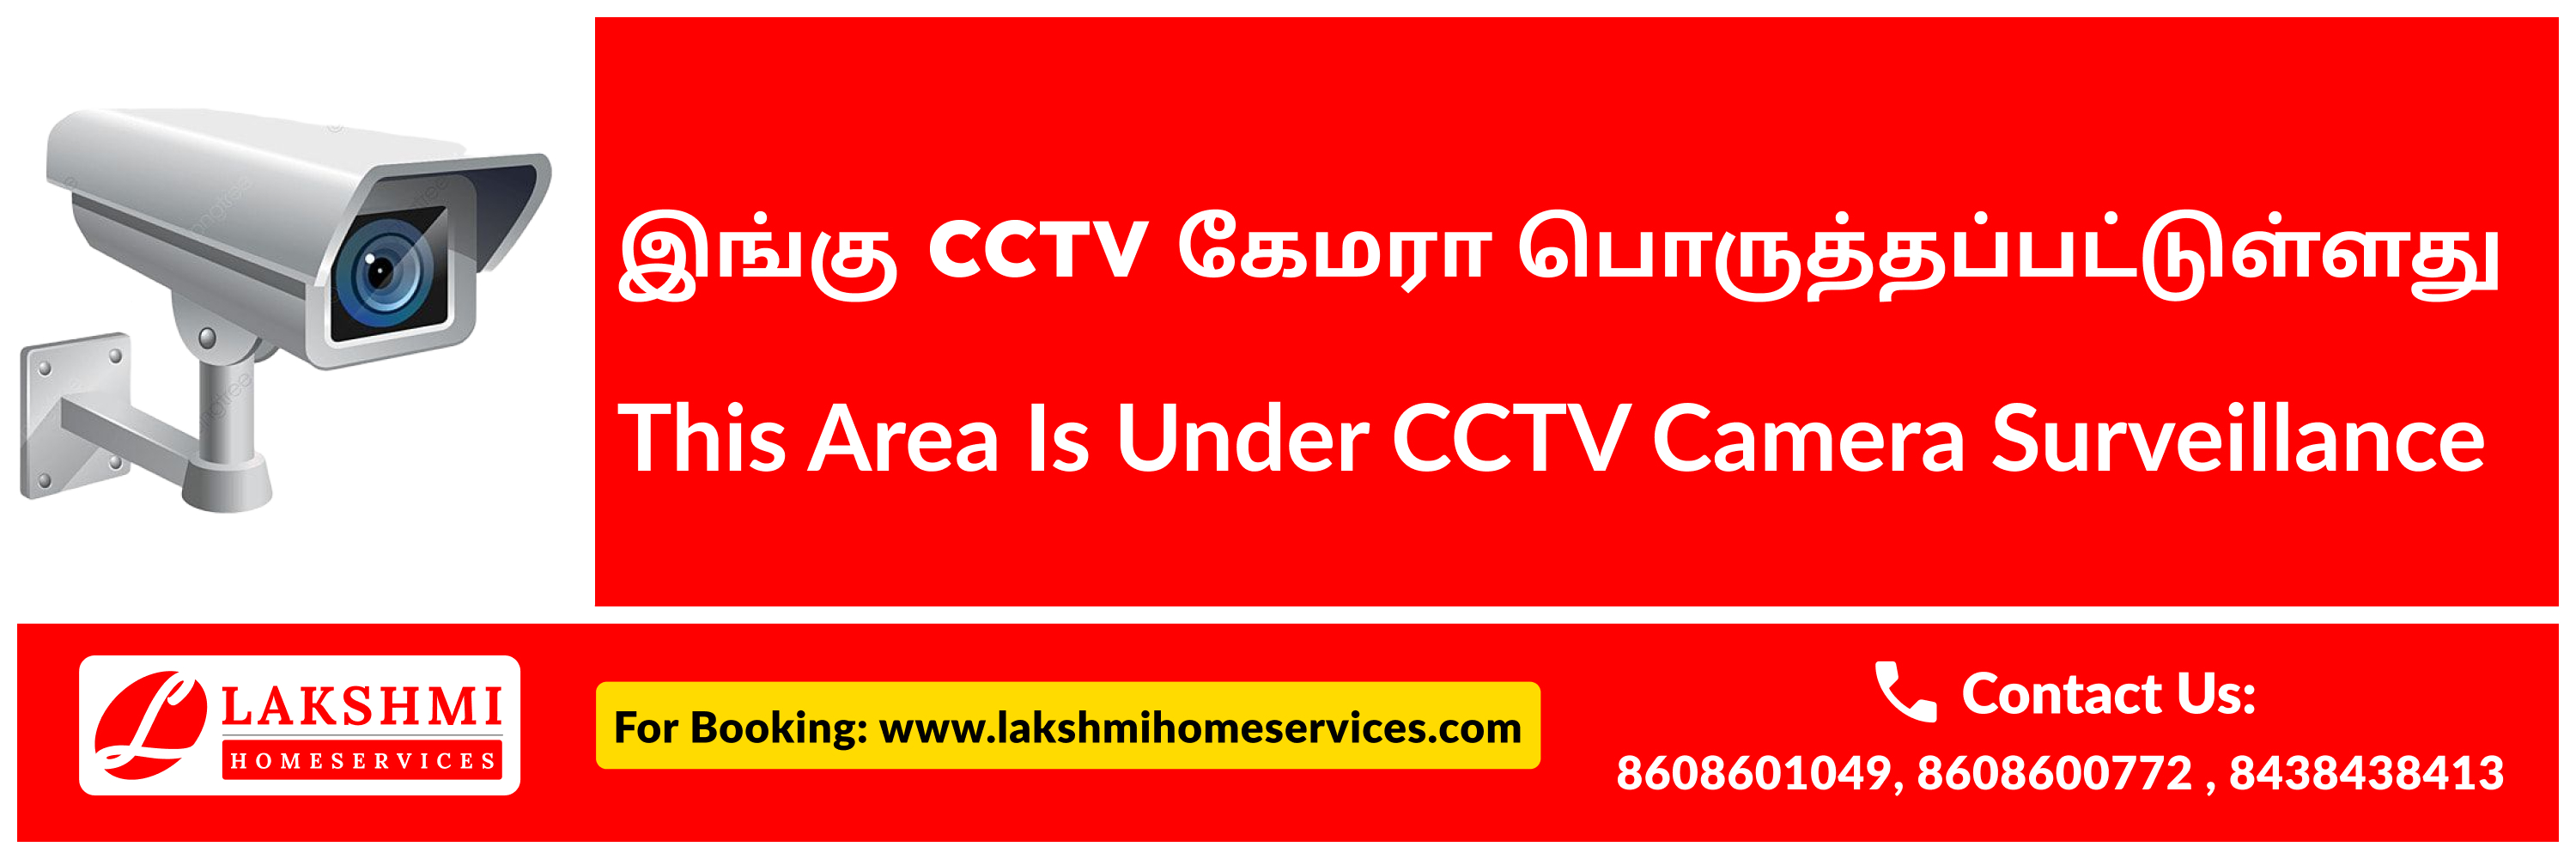 இங்கு CCTV கேமரா பொருத்தப்பட்டுள்ளது
This Area Is Under CCTV Camera Surveillance
LAKSHMI
HOMESERVICES
For Booking: www.lakshmihomeservices.com
Contact Us:
8608601049, 8608600772 , 8438438413